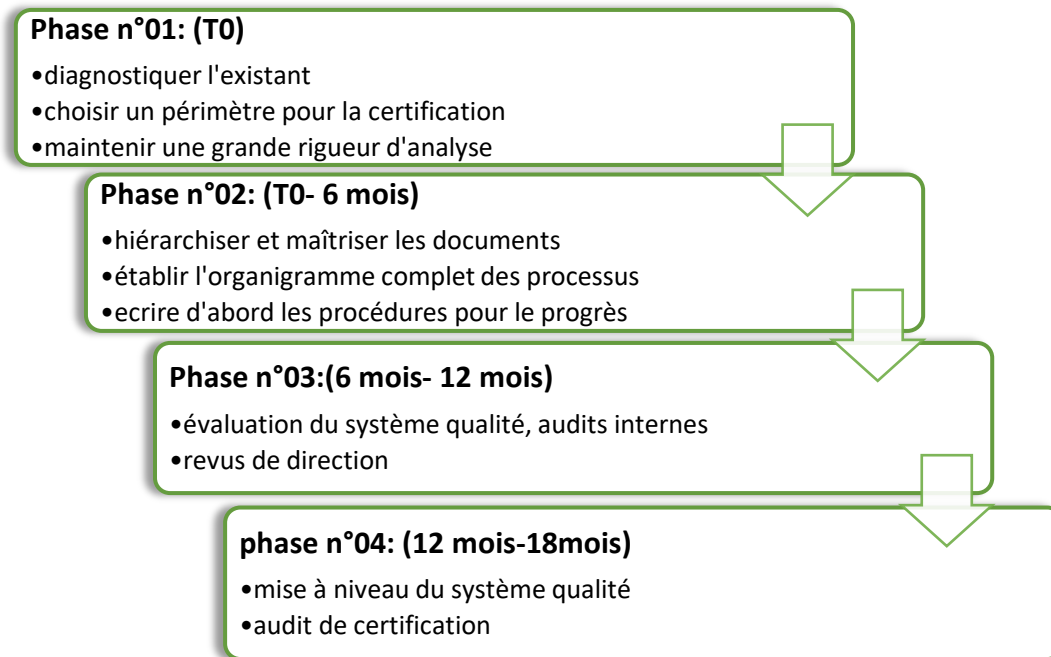 Phase n°01: (T0)
•diagnostiquer l'existant
•choisir un périmètre pour la certification
•maintenir une grande rigueur d'analyse
Phase n°02: (T0- 6 mois)
•hiérarchiser et maîtriser les documents
•établir l'organigramme complet des processus
•ecrire d'abord les procédures pour le progrès
Phase n°03:(6 mois- 12 mois)
•évaluation du système qualité, audits internes
•revus de direction
phase n°04: (12 mois-18mois)
•mise à niveau du système qualité
•audit de certification